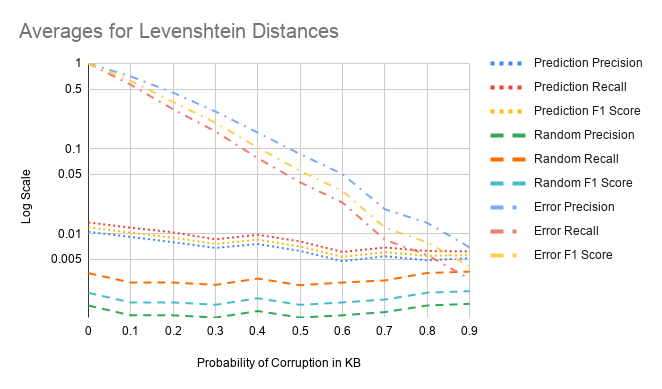 Averages for Levenshtein Distances
1
0.5
0.1
0.05
0.01
0.005
Log Scale
0 0.1 0.2 0.3 0.4 0.5 0.6 0.7 0.8 0.9
Probability of Corruption in KB
Prediction Precision
Prediction Recall
Prediction F1 Score
Random Precision
Random Recall
Random F1 Score
Error Precision
Error Recall
Error F1 Score